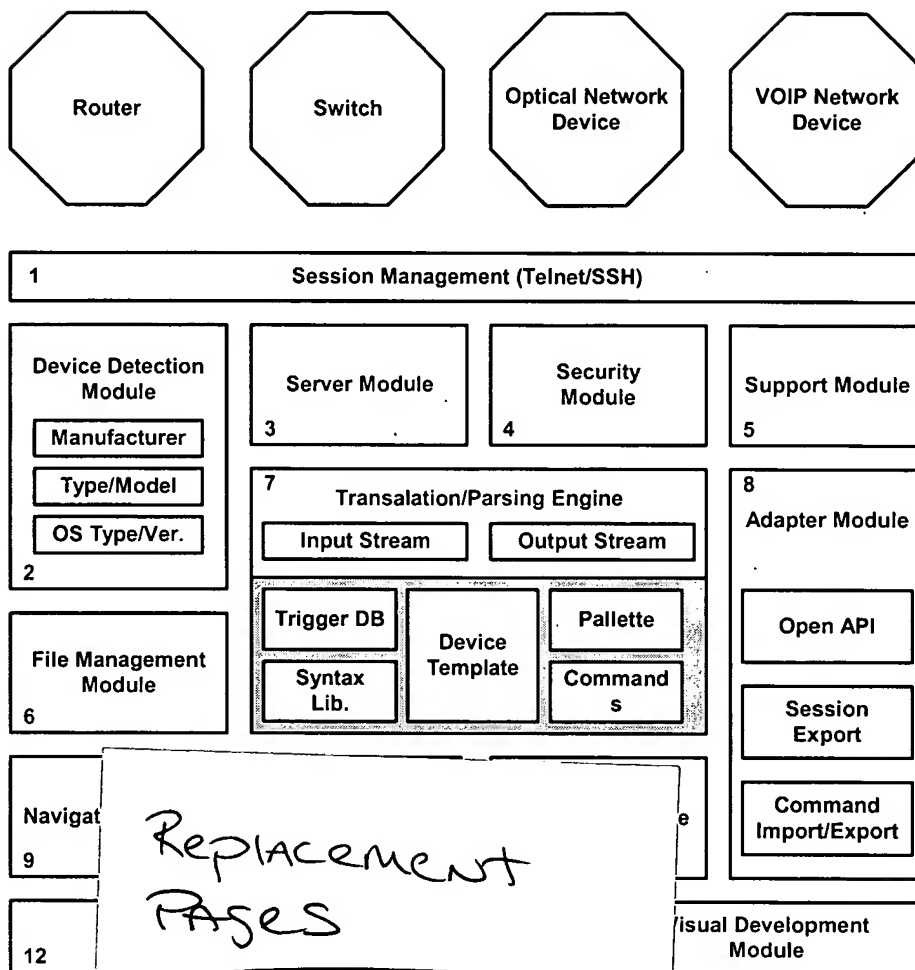 Router
Switch
Optical Network
Device
VOIP Network
Device
1
Session Management (Telnet/SSH)
Device Detection
Module
Manufacturer
Type/Model
OS Type/Ver.
2
Server Module
3
Security
Module
4
Support Module
5
File Management
Module
6
7
Transalation/Parsing Engine
Input Stream
Output Stream
Trigger DB
Syntax
Lib.
Device
Template
Pallette
Command
s
8
Adapter Module
Open API
Session
Export
Command
Import/Export
Navigat
9
e
Replacement
Pages
12
isual Development
Module